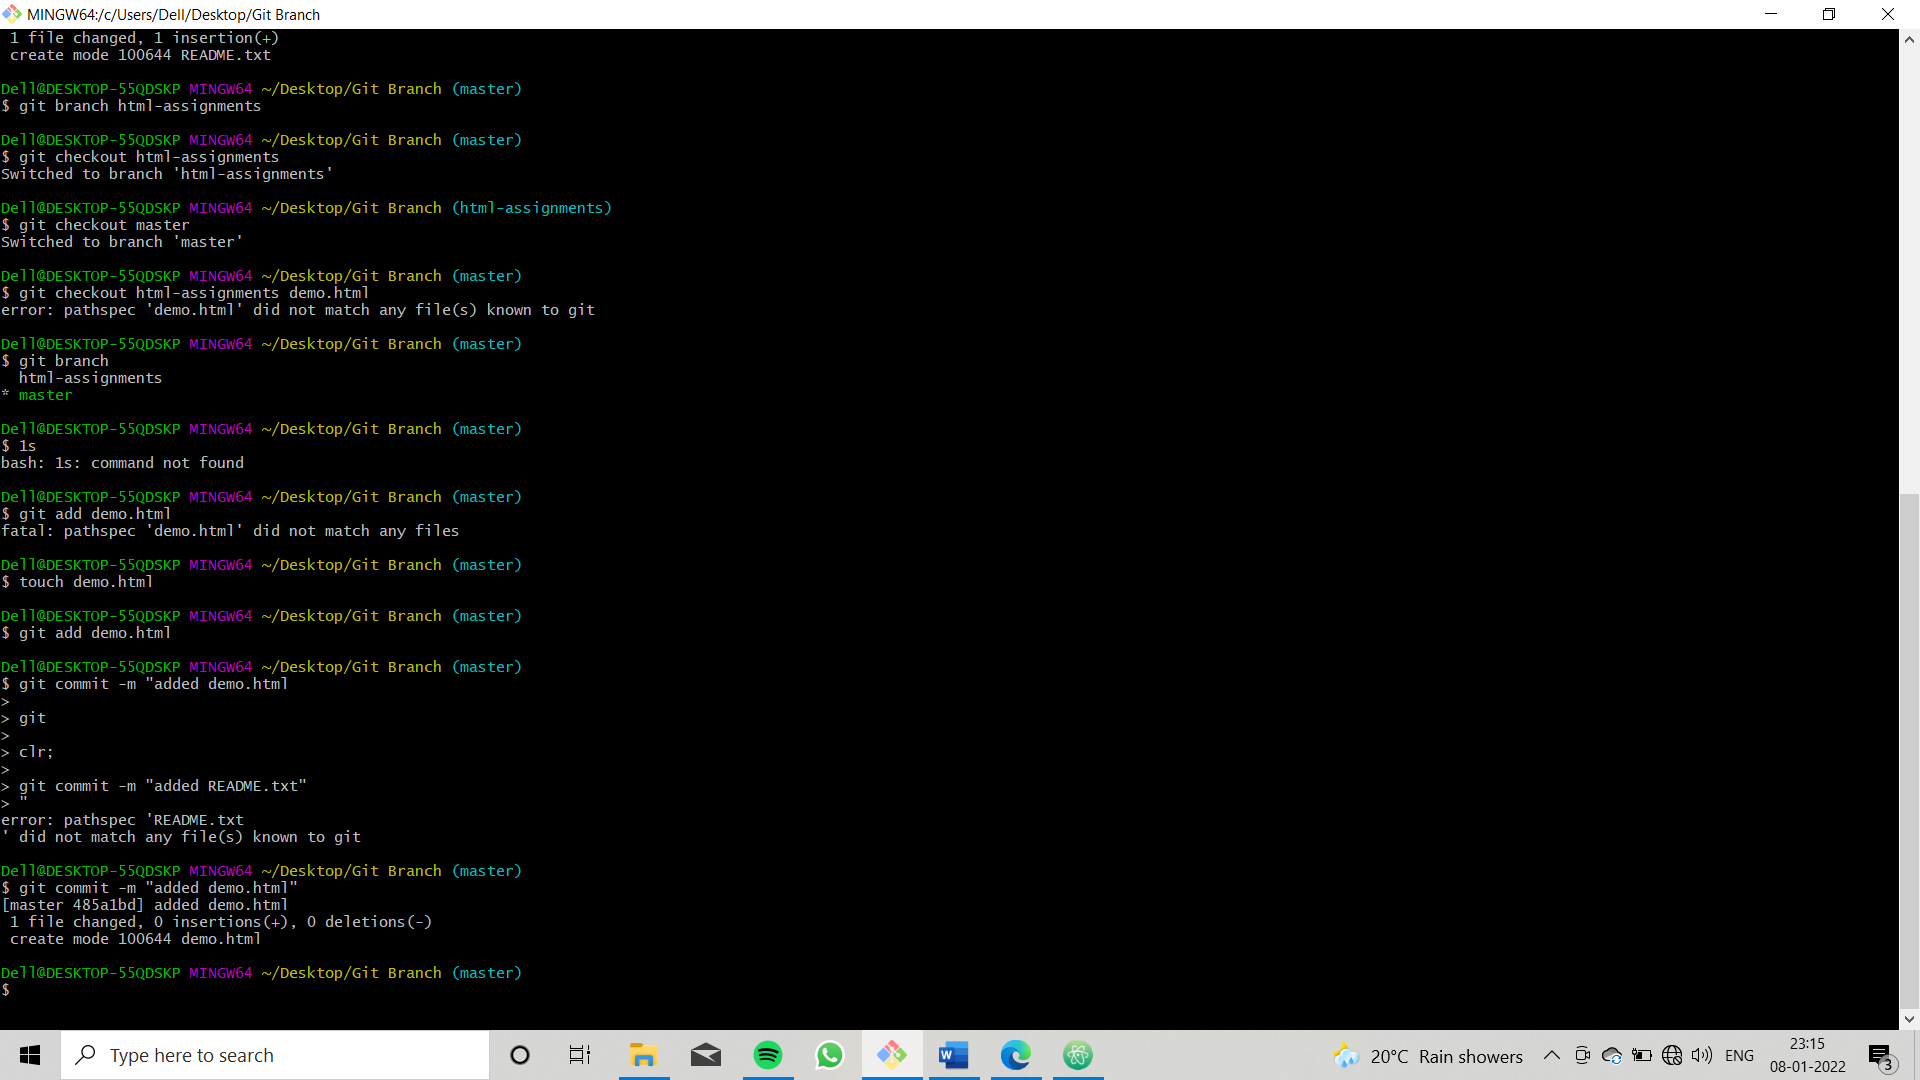 MINGW64:/c/Users/Dell/Desktop/Git Branch
 1 file changed, 1 insertion(+)
 create mode 100644 README.txt
Dell@DESKTOP-55QDSKP MINGW64 ~/Desktop/Git Branch (master)
$ git branch html-assignments
Dell@DESKTOP-55QDSKP MINGW64 ~/Desktop/Git Branch (master)
$ git checkout html-assignments
Switched to branch 'html-assignments'
Dell@DESKTOP-55QDSKP MINGW64 ~/Desktop/Git Branch (html-assignments)
$ git checkout master
Switched to branch 'master'
Dell@DESKTOP-55QDSKP MINGW64 ~/Desktop/Git Branch (master)
$ git checkout html-assignments demo.html
error: pathspec 'demo.html' did not match any file(s) known to git
Dell@DESKTOP-55QDSKP MINGW64 ~/Desktop/Git Branch (master)
$ git branch
  html-assignments
* master
Dell@DESKTOP-55QDSKP MINGW64 ~/Desktop/Git Branch (master)
$ 1s
bash: 1s: command not found
Dell@DESKTOP-55QDSKP MINGW64 ~/Desktop/Git Branch (master)
$ git add demo.html
fatal: pathspec 'demo.html' did not match any files
Dell@DESKTOP-55QDSKP MINGW64 ~/Desktop/Git Branch (master)
$ touch demo.html
Dell@DESKTOP-55QDSKP MINGW64 ~/Desktop/Git Branch (master)
$ git add demo.html
Dell@DESKTOP-55QDSKP MINGW64 ~/Desktop/Git Branch (master)
$ git commit -m "added demo.html
>
> git
>
> clr;
>
> git commit -m "added README.txt"
> "
error: pathspec 'README.txt
' did not match any file(s) known to git
Dell@DESKTOP-55QDSKP MINGW64 ~/Desktop/Git Branch (master)
$ git commit -m "added demo.html"
[master 485a1bd] added demo.html
 1 file changed, 0 insertions(+), 0 deletions(-)
 create mode 100644 demo.html
Dell@DESKTOP-55QDSKP MINGW64 ~/Desktop/Git Branch (master)
$
Type here to search
20°C Rain showers
ENG
23:15
08-01-2022
3